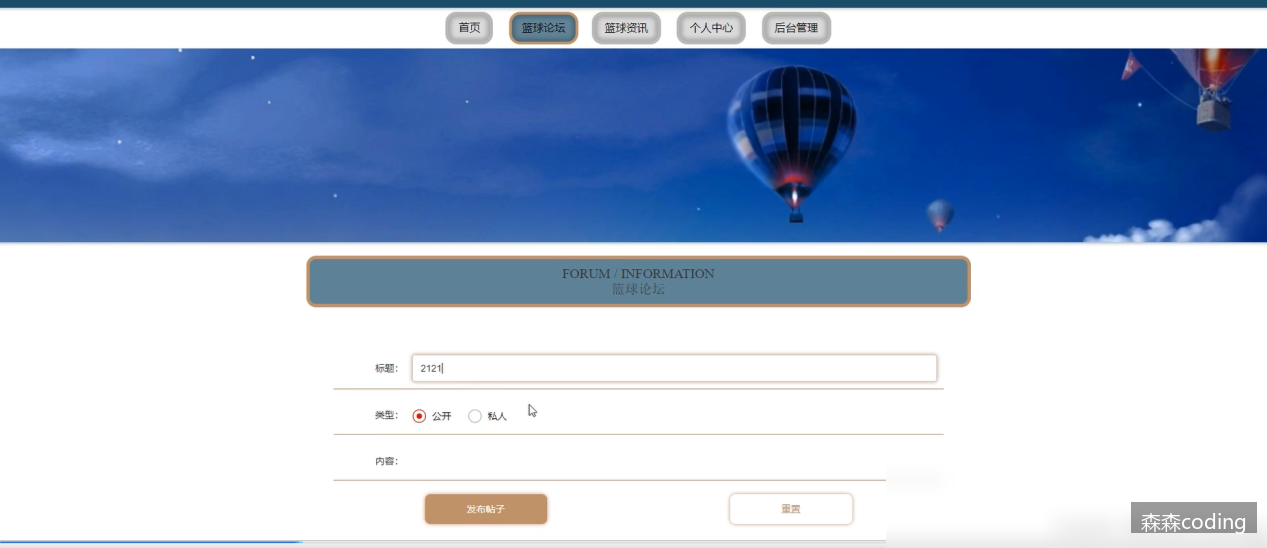 首页
篮球论坛
篮球资讯
个人中心
后台管理
FORUM / INFORMATION
篮球论坛
标题：
2121
类型：
公开
私人
内容：
发布帖子
重置
森森coding